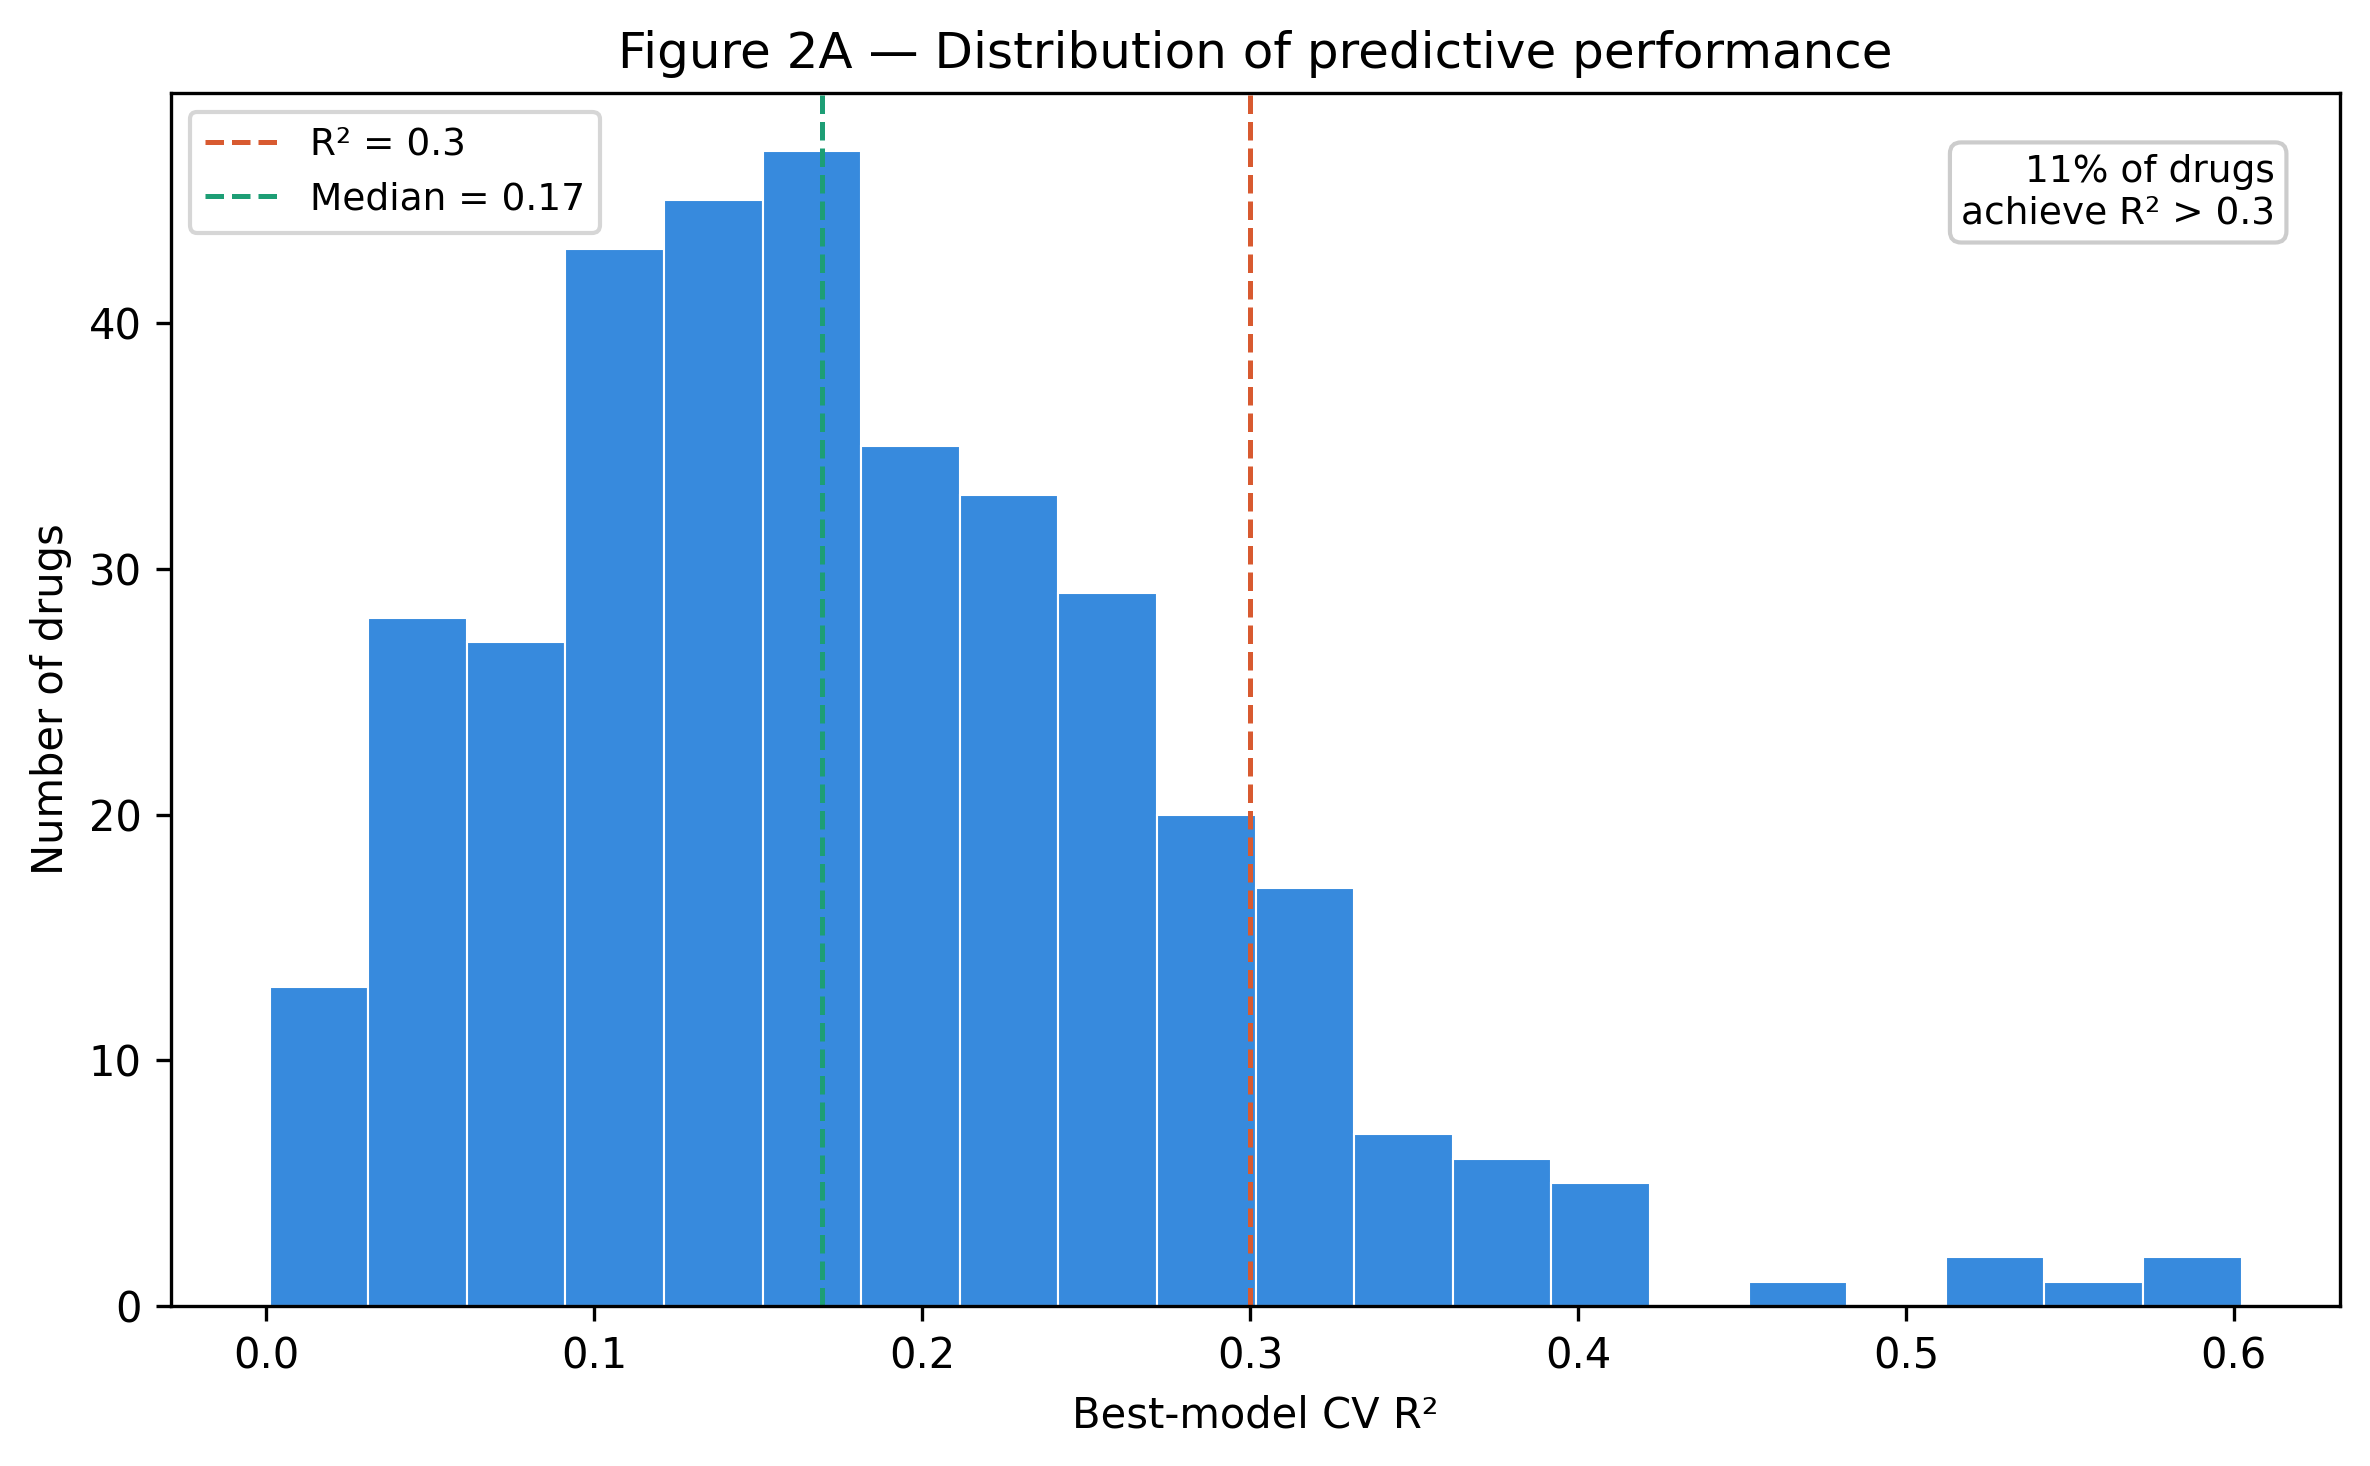 Figure 2A — Distribution of predictive performance
R² = 0.3
Median = 0.17
11% of drugs
achieve R² > 0.3
Number of drugs
40
30
20
10
0
0.0 0.1 0.2 0.3 0.4 0.5 0.6
Best-model CV R²